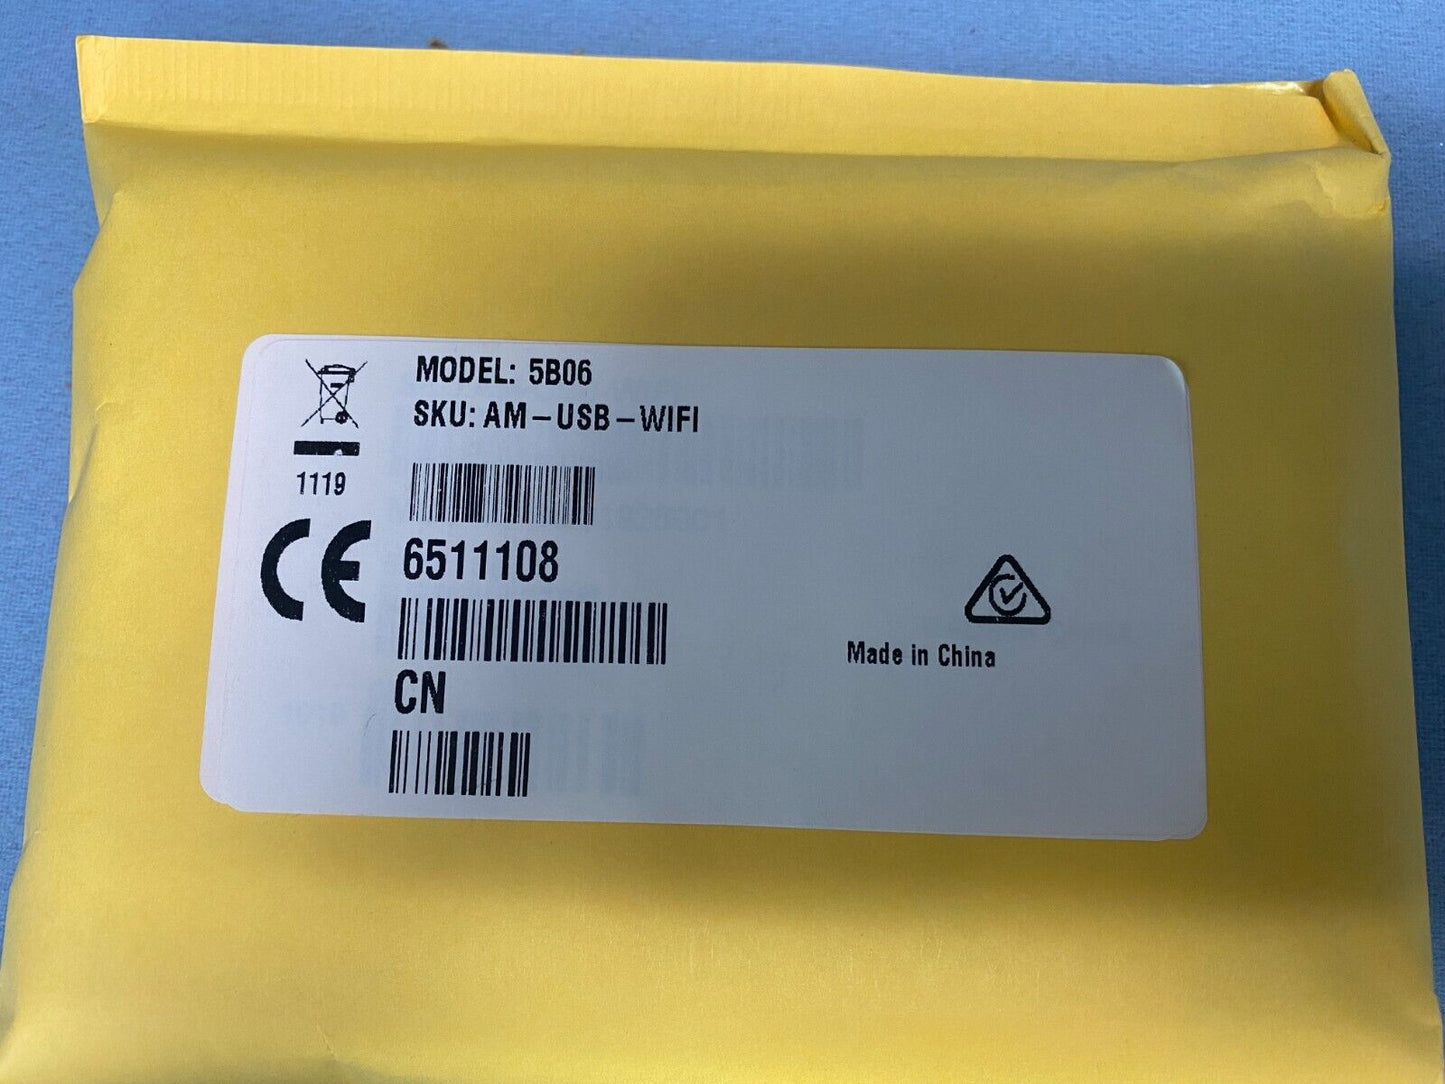 MODEL: 5B06
SKU: AM-USB-WIFI
1119
CE
6511108
CN
Made in China